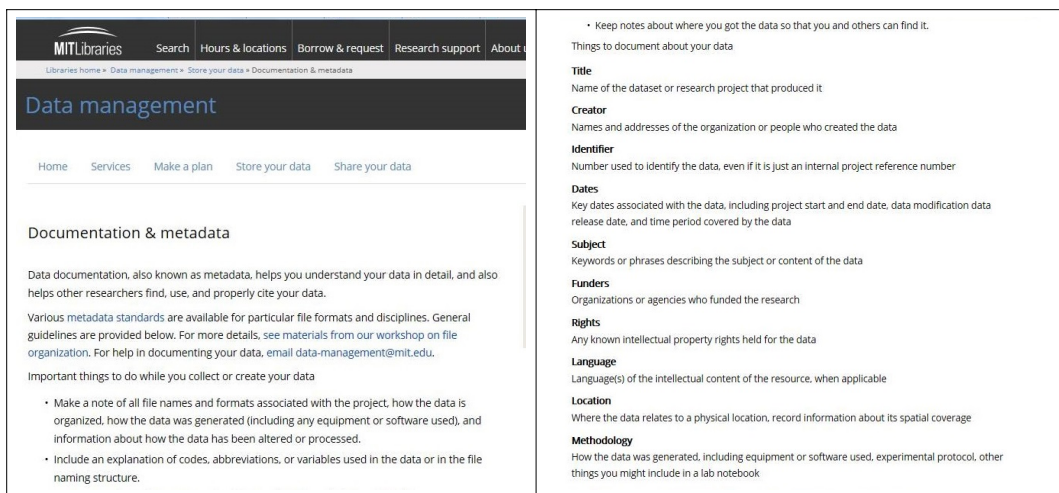 MITLibraries
Search Hours & locations Borrow & request Research support About
Libraries home » Data management » Store your data » Documentation & metadata
Data management
Home Services Make a plan Store your data Share your data
Documentation & metadata
Data documentation, also known as metadata, helps you understand your data in detail, and also
helps other researchers find, use, and properly cite your data.
Various metadata standards are available for particular file formats and disciplines. General
guidelines are provided below. For more details, see materials from our workshop on file
organization. For help in documenting your data, email data-management@mit.edu.
Important things to do while you collect or create your data
• Make a note of all file names and formats associated with the project, how the data is
organized, how the data was generated (including any equipment or software used), and
information about how the data has been altered or processed.
• Include an explanation of codes, abbreviations, or variables used in the data or in the file
naming structure.
• Keep notes about where you got the data so that you and others can find it.
Things to document about your data
Title
Name of the dataset or research project that produced it
Creator
Names and addresses of the organization or people who created the data
Identifier
Number used to identify the data, even if it is just an internal project reference number
Dates
Key dates associated with the data, including project start and end date, data modification data
release date, and time period covered by the data
Subject
Keywords or phrases describing the subject or content of the data
Funders
Organizations or agencies who funded the research
Rights
Any known intellectual property rights held for the data
Language
Language(s) of the intellectual content of the resource, when applicable
Location
Where the data relates to a physical location, record information about its spatial coverage
Methodology
How the data was generated, including equipment or software used, experimental protocol, other
things you might include in a lab notebook